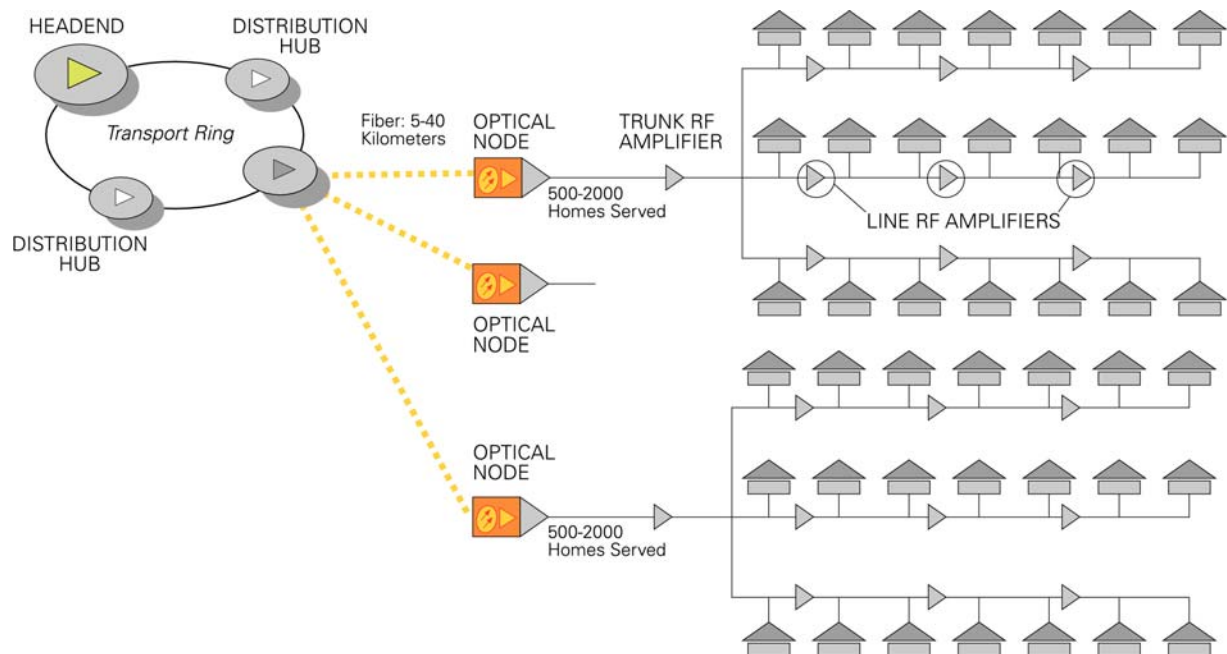 HEADEND
DISTRIBUTION
HUB
Transport Ring
DISTRIBUTION
HUB
Fiber: 5-40
Kilometers
OPTICAL
NODE
500-2000
Homes Served
TRUNK RF
AMPLIFIER
LINE RF AMPLIFIERS
OPTICAL
NODE
OPTICAL
NODE
500-2000
Homes Served